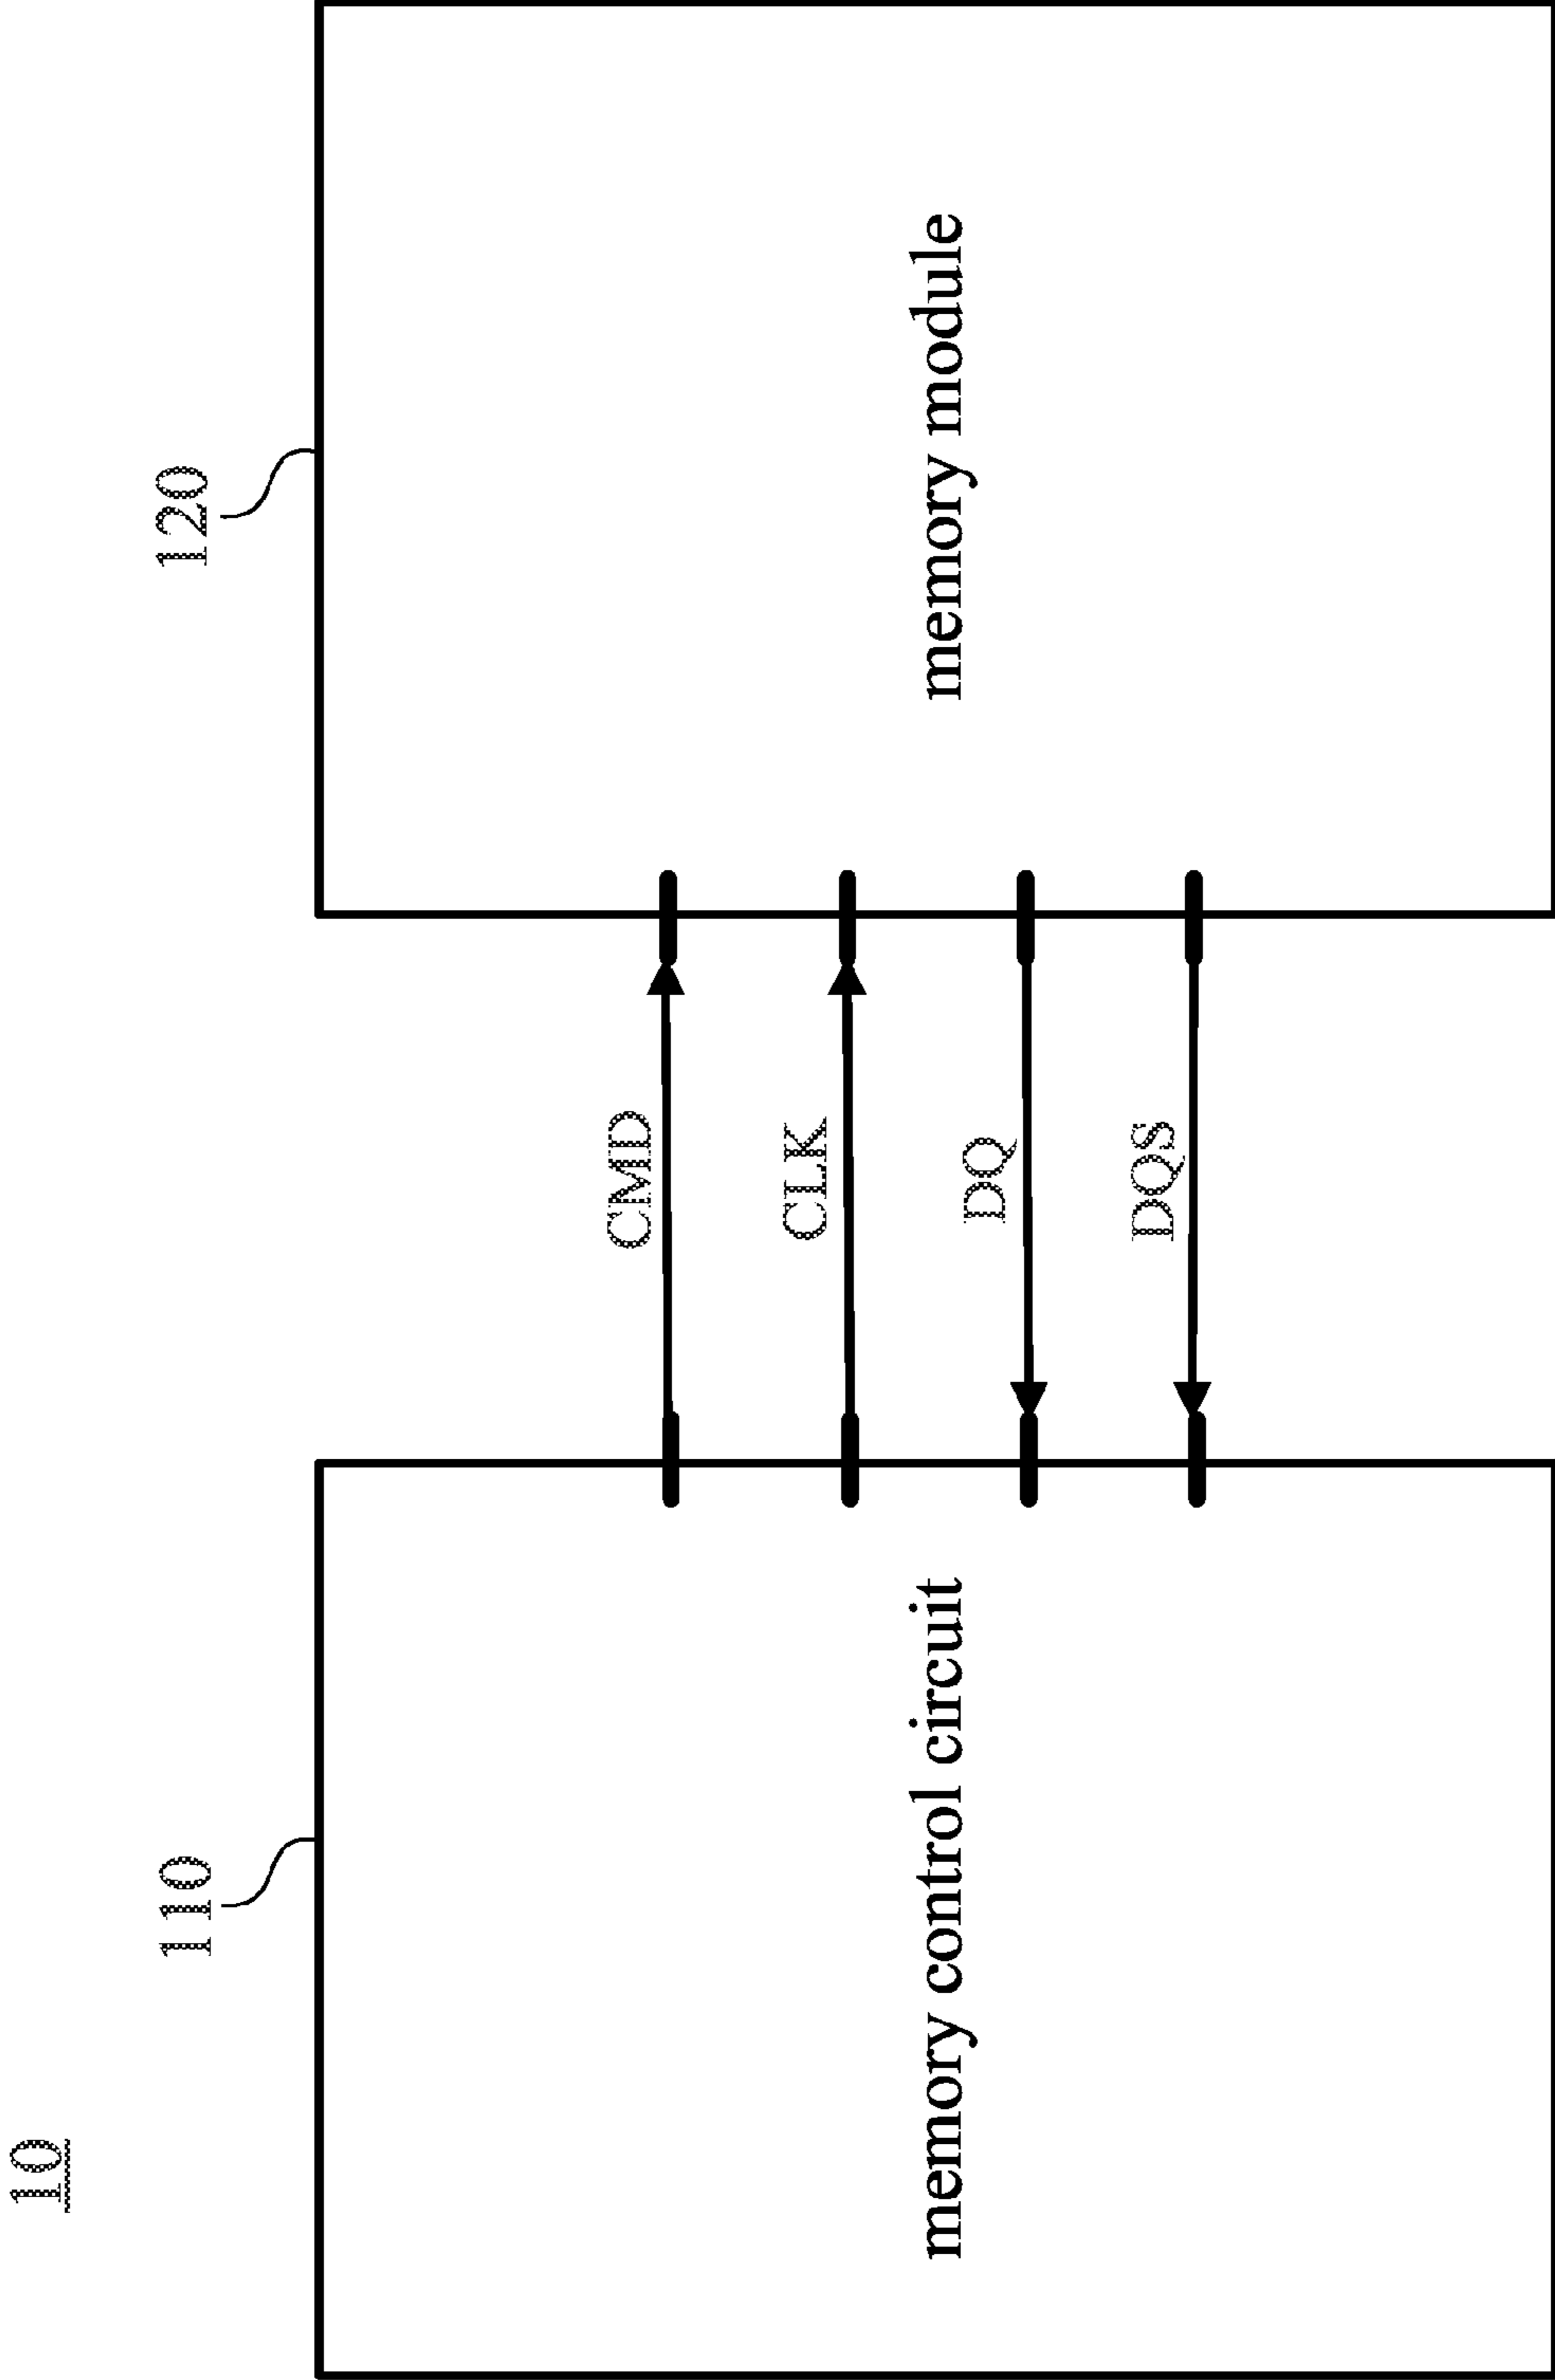 10
110
120
memory control circuit
CMD
CLK
DQ
DQS
memory module